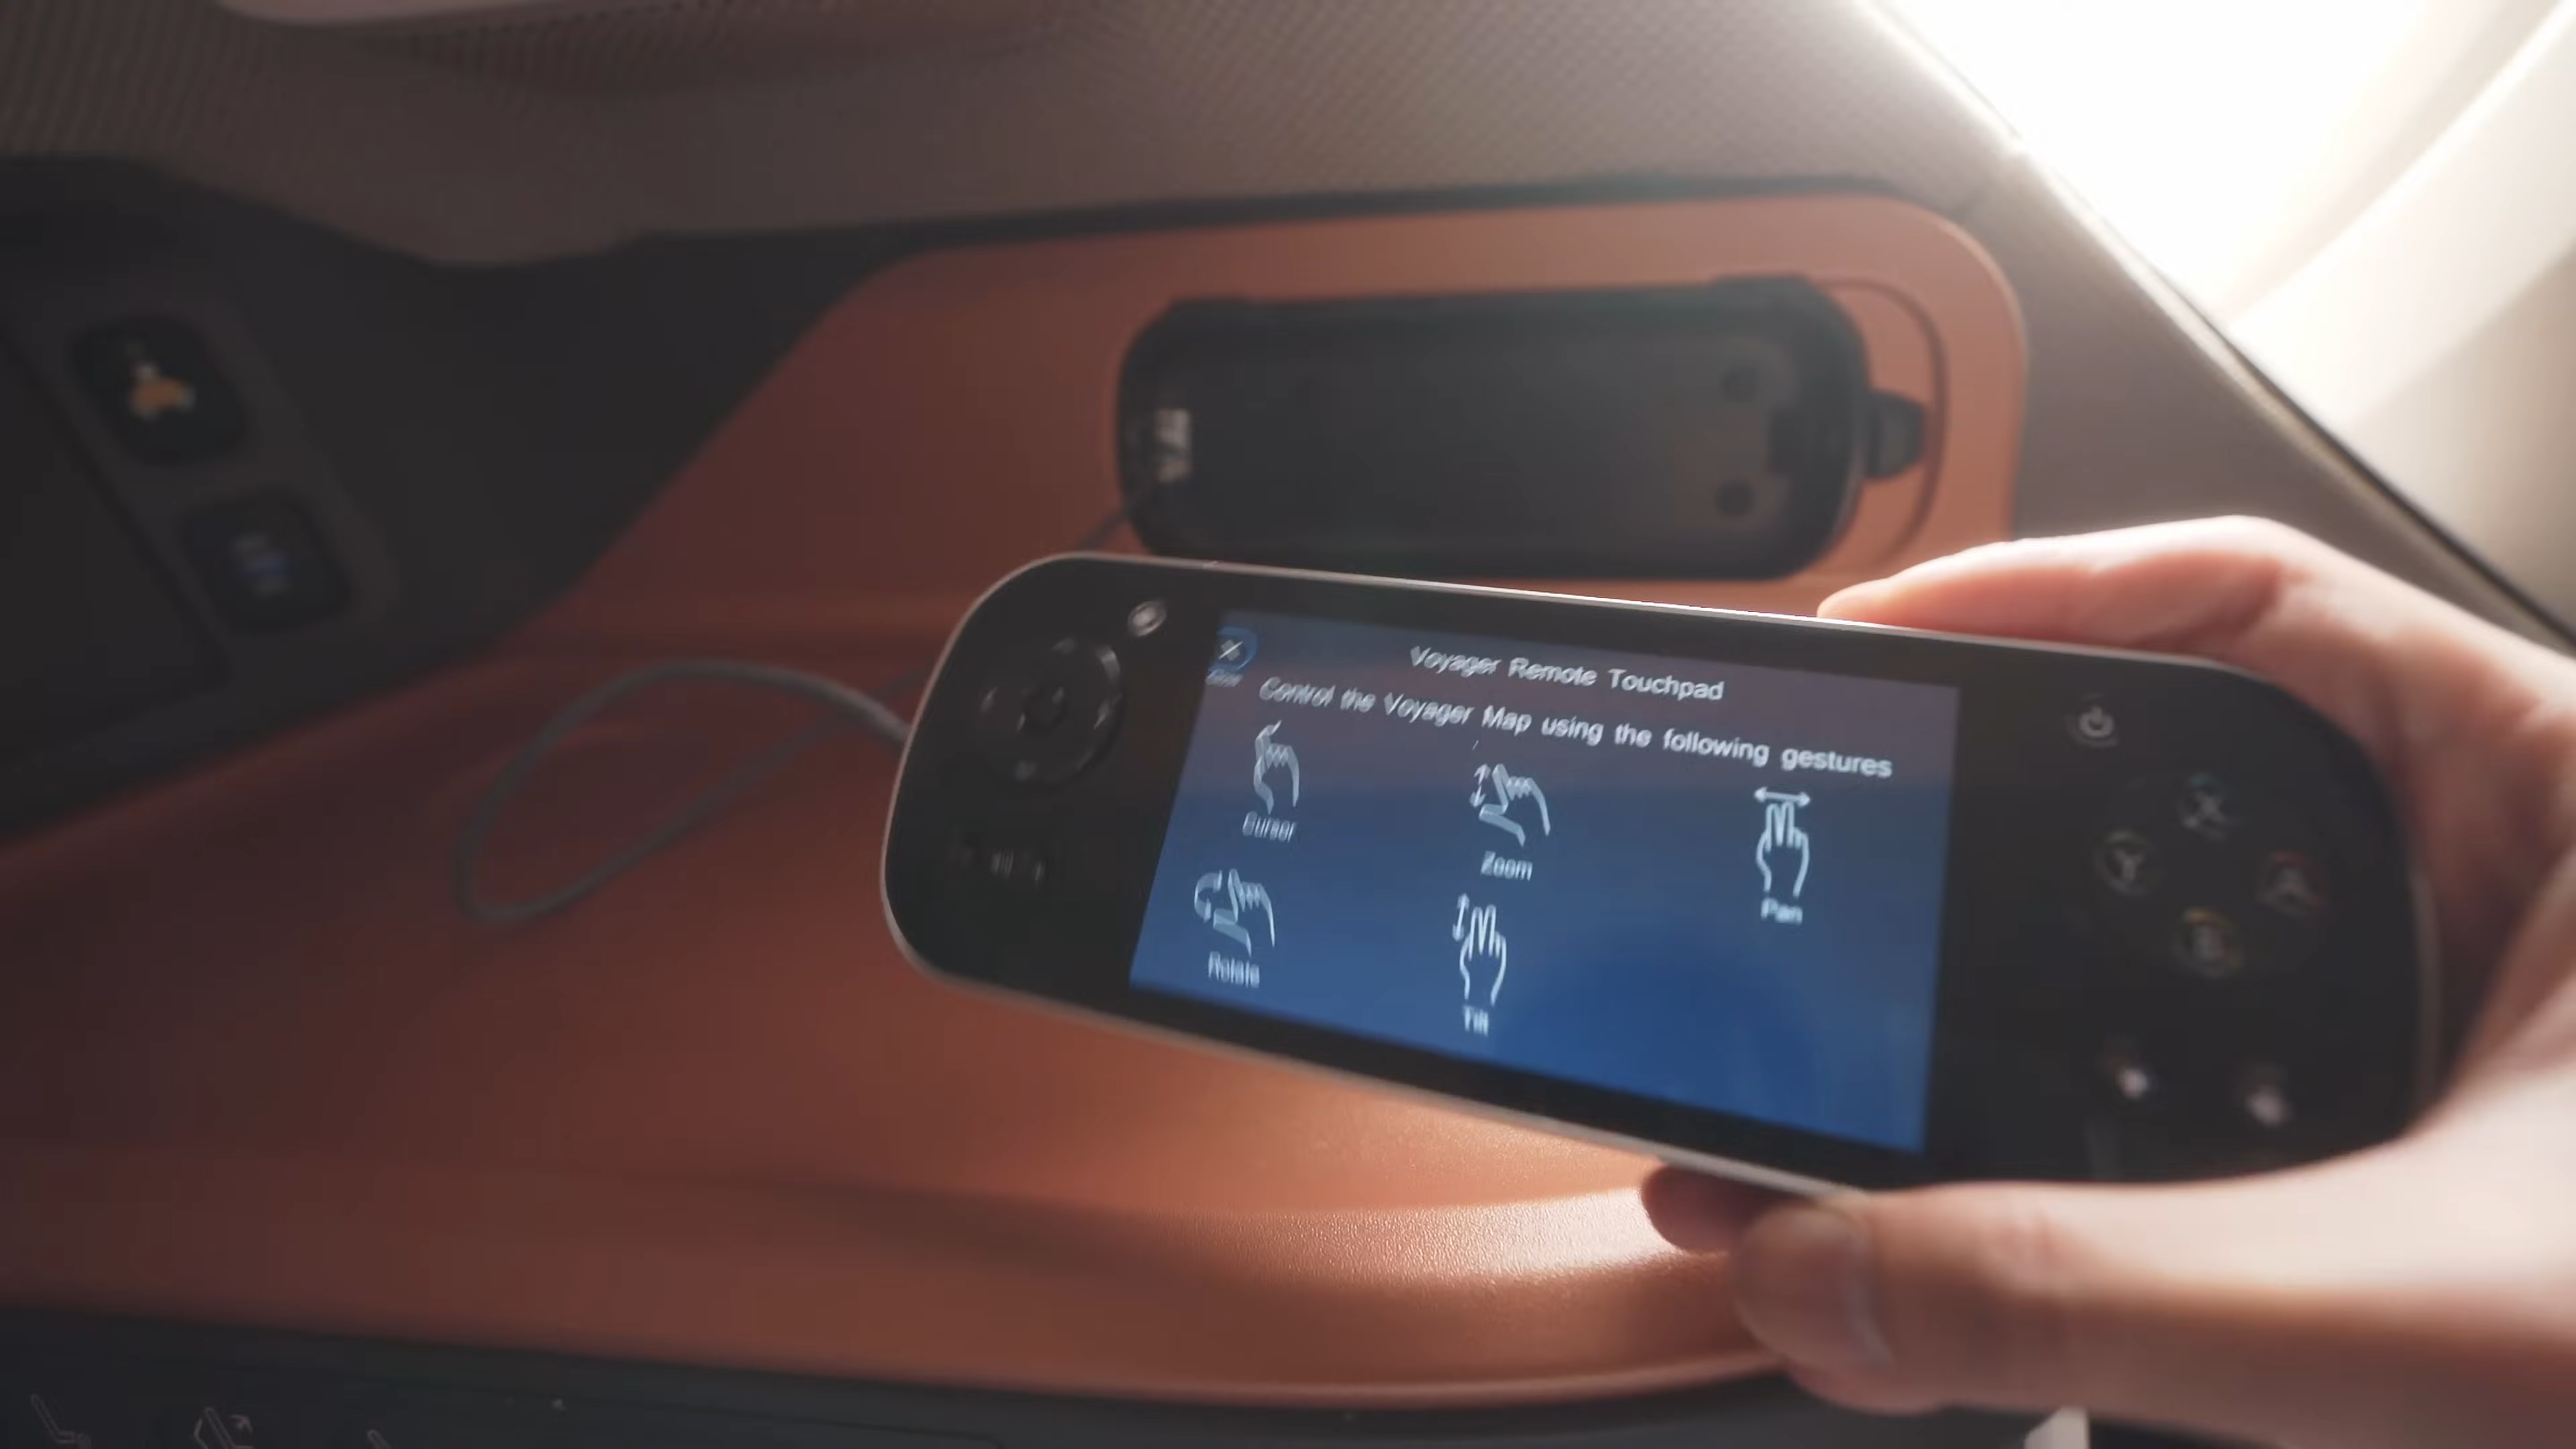 Voyager Remote Touchpad
Control the Voyager Map using the following gestures
Cursor
Zoom
Pan
Rotate
Tilt
X
Y
A
B